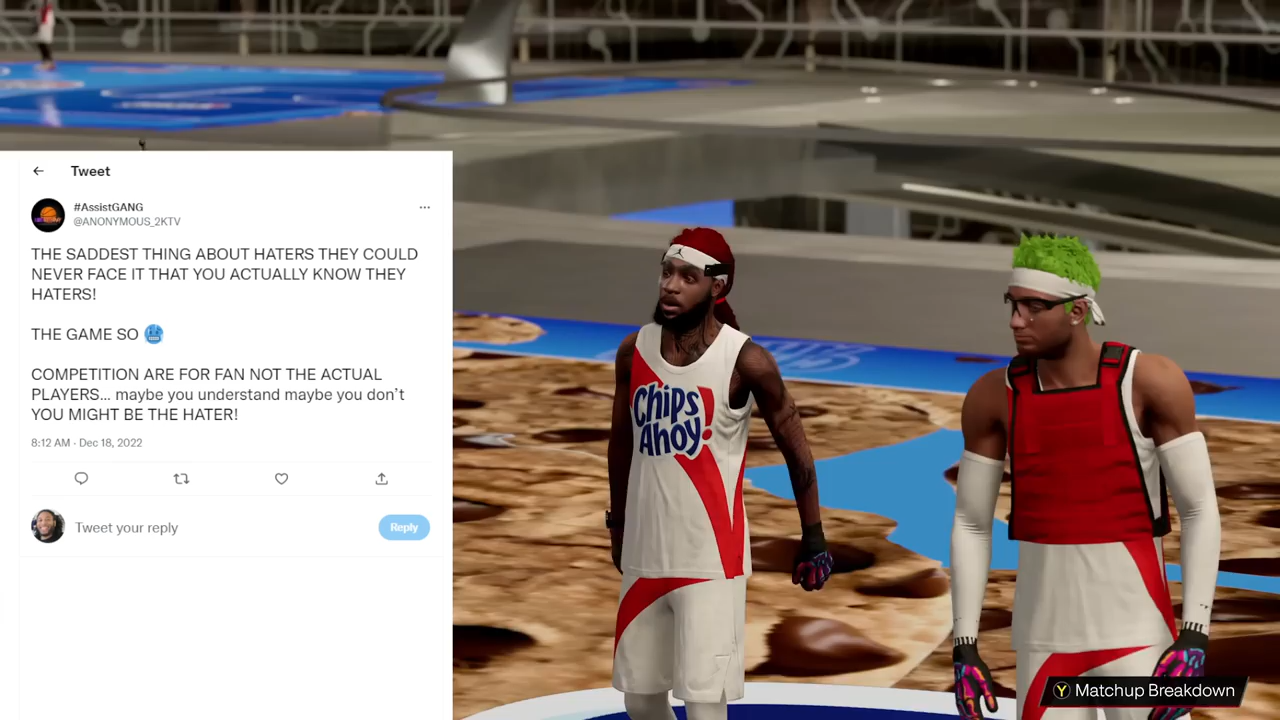 Tweet
#AssistGANG
@ANONYMOUS_2KTV
THE SADDEST THING ABOUT HATERS THEY COULD
NEVER FACE IT THAT YOU ACTUALLY KNOW THEY
HATERS!
THE GAME SO 🥶
COMPETITION ARE FOR FAN NOT THE ACTUAL
PLAYERS... maybe you understand maybe you don't
YOU MIGHT BE THE HATER!
8:12 AM · Dec 18, 2022
Tweet your reply
Reply
Chips
Ahoy!
Y Matchup Breakdown